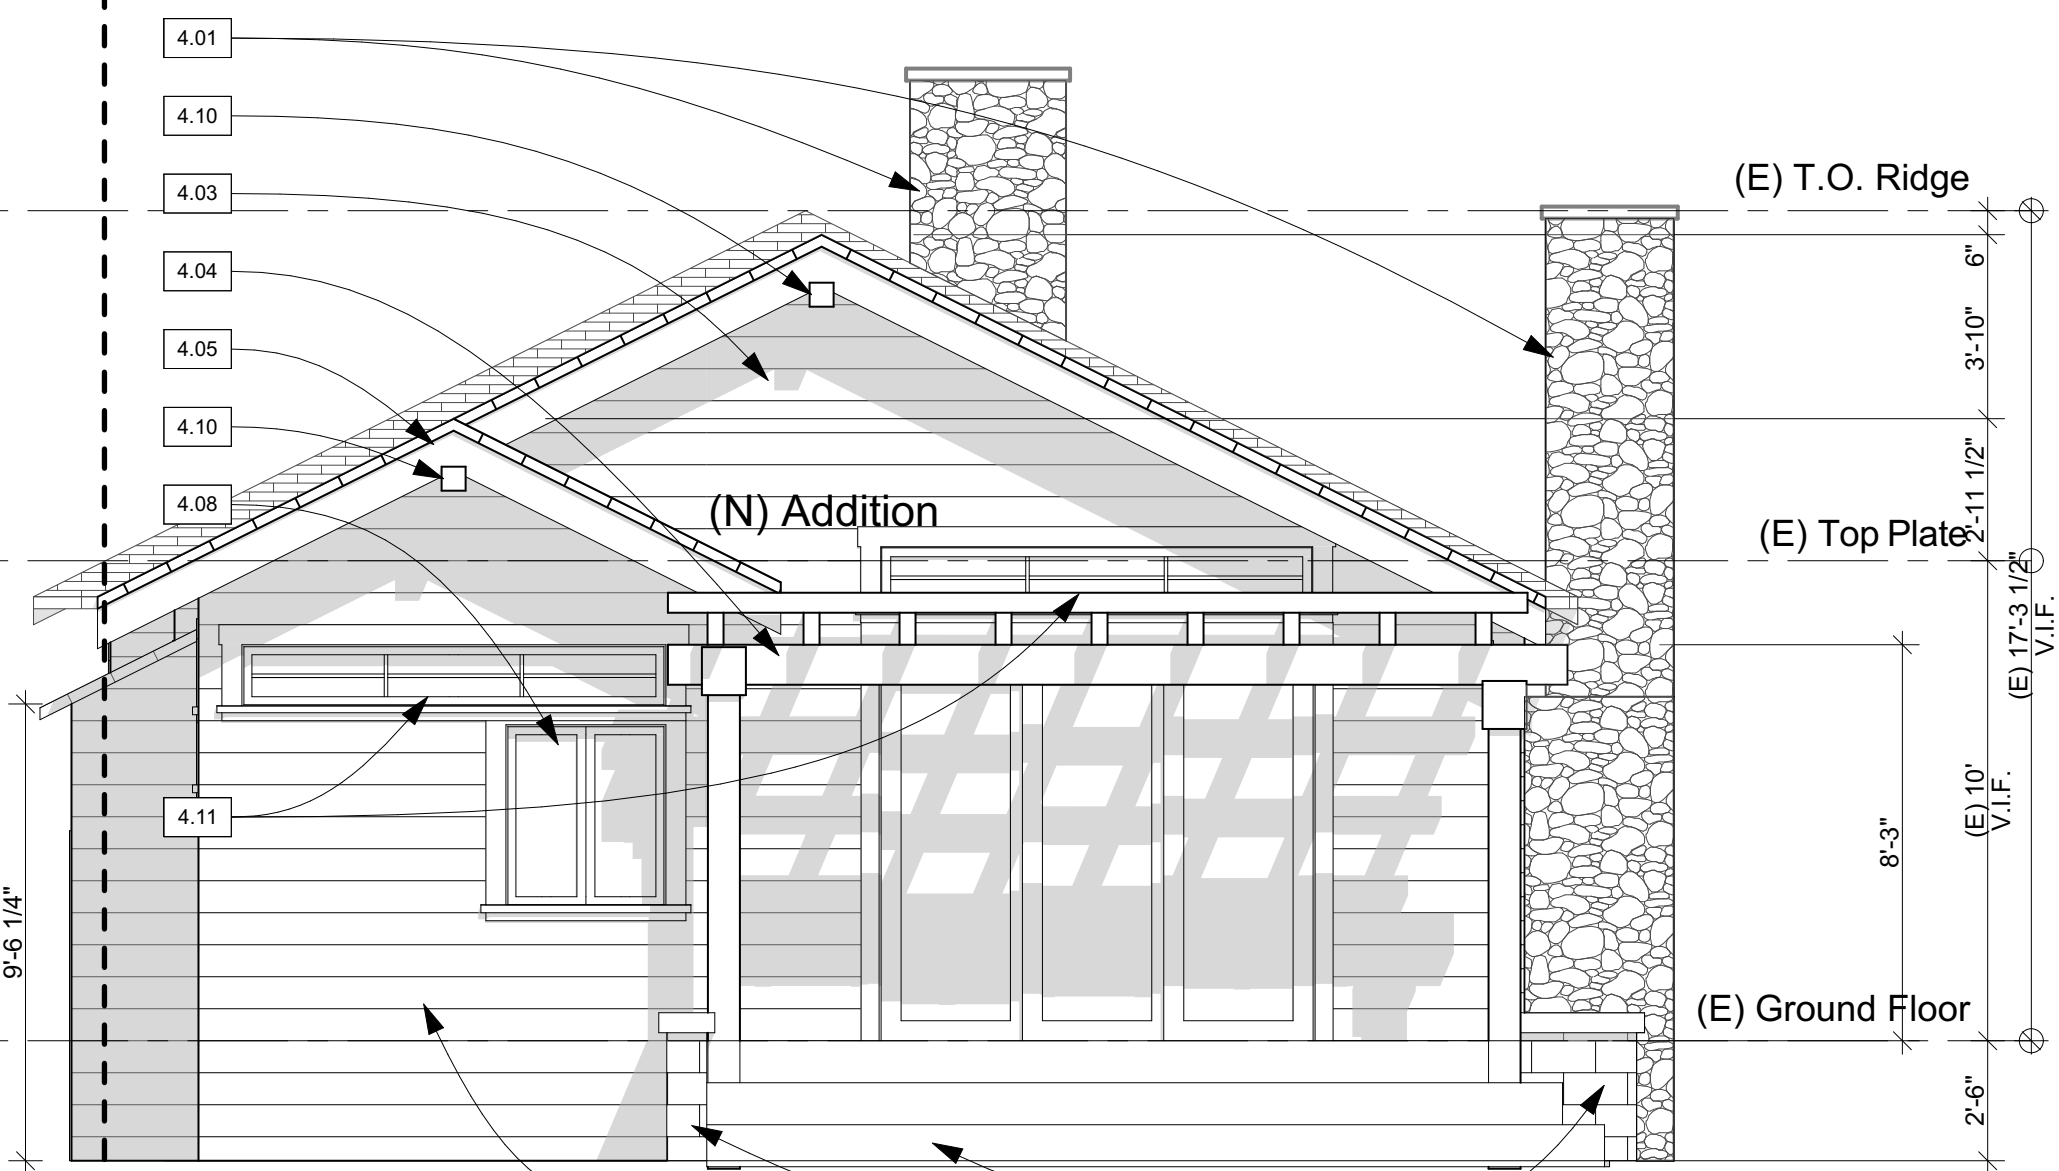 4.01
4.10
4.03
4.04
4.05
4.10
4.08
4.11
(N) Addition
(E) T.O. Ridge
(E) Top Plate
(E) Ground Floor
6"
3'-10"
2'-11 1/2"
(E) 17'-3 1/2"
V.I.F.
(E) 10'
V.I.F.
8'-3"
2'-6"
9'-6 1/4"